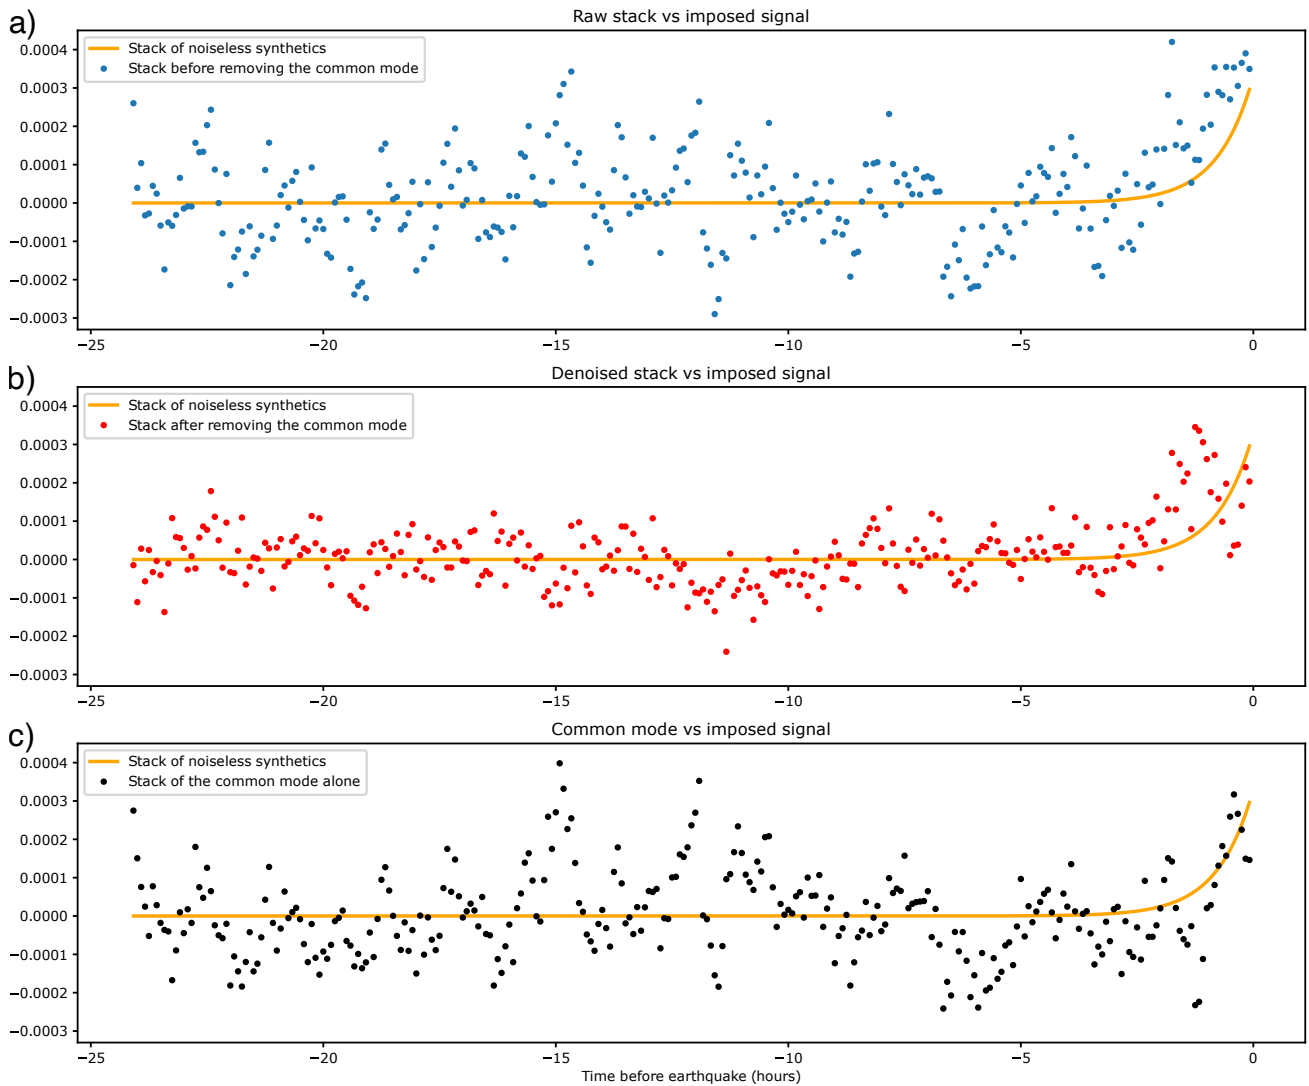 a)
Raw stack vs imposed signal
Stack of noiseless synthetics
Stack before removing the common mode
0.0004
0.0003
0.0002
0.0001
0.0000
−0.0001
−0.0002
−0.0003
−25 −20 −15 −10 −5 0
b)
Denoised stack vs imposed signal
Stack of noiseless synthetics
Stack after removing the common mode
0.0004
0.0003
0.0002
0.0001
0.0000
−0.0001
−0.0002
−0.0003
−25 −20 −15 −10 −5 0
c)
Common mode vs imposed signal
Stack of noiseless synthetics
Stack of the common mode alone
0.0004
0.0003
0.0002
0.0001
0.0000
−0.0001
−0.0002
−0.0003
−25 −20 −15 −10 −5 0
Time before earthquake (hours)